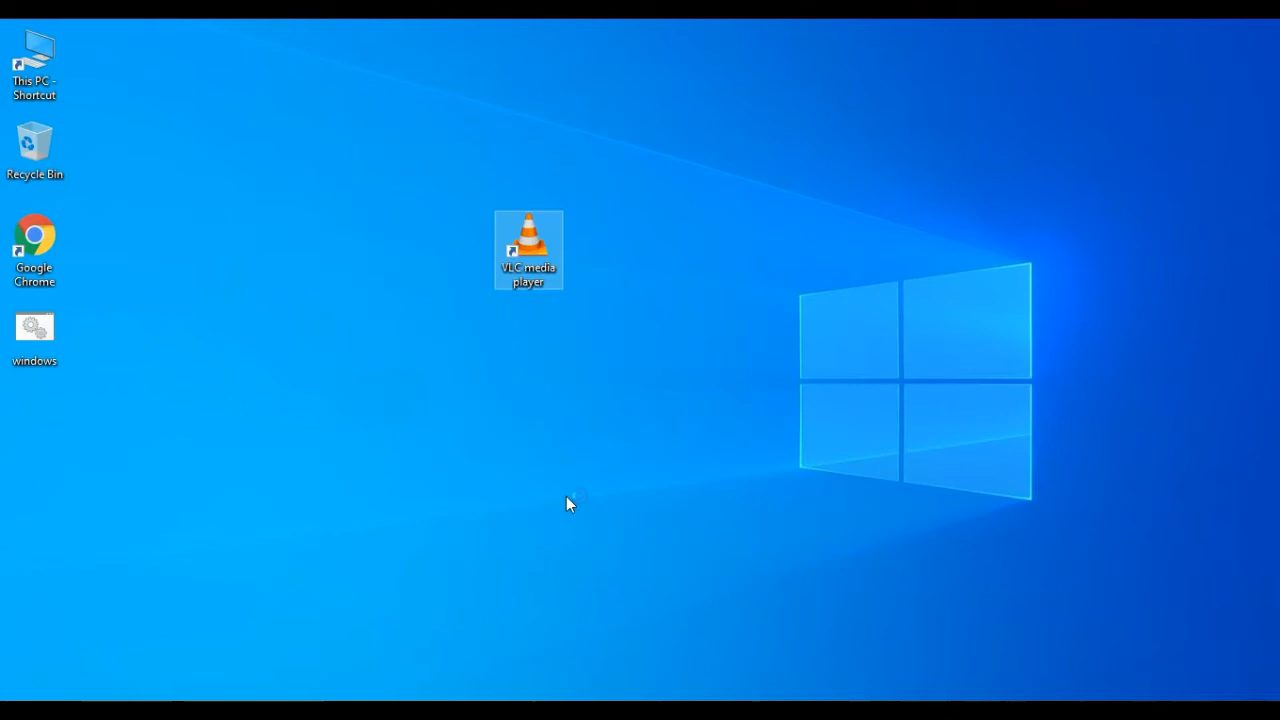 This PC -
Shortcut
Recycle Bin
Google
Chrome
windows
VLC media
player